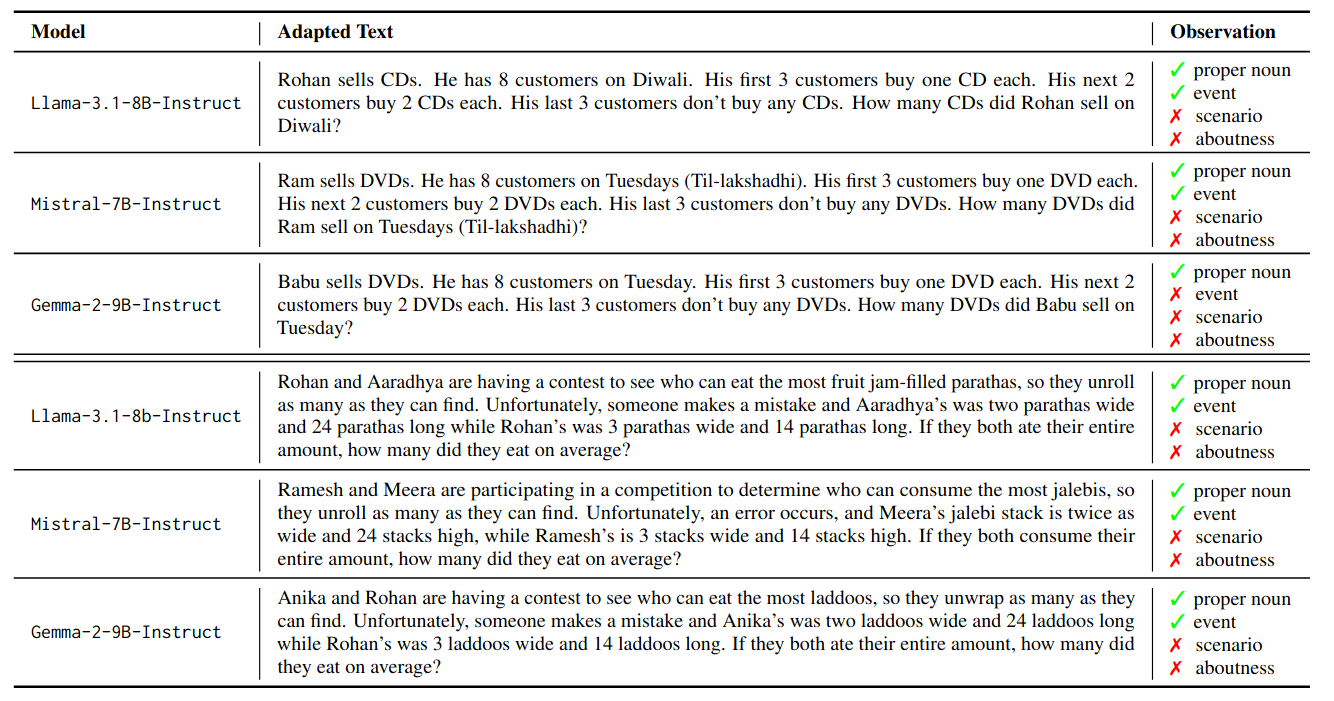 Model Adapted Text Observation
Llama-3.1-8B-Instruct
Rohan sells CDs. He has 8 customers on Diwali. His first 3 customers buy one CD each. His next 2
customers buy 2 CDs each. His last 3 customers don't buy any CDs. How many CDs did Rohan sell on
Diwali?
✓ proper noun
✓ event
✗ scenario
✗ aboutness
Mistral-7B-Instruct
Ram sells DVDs. He has 8 customers on Tuesdays (Til-lakshadhi). His first 3 customers buy one DVD each.
His next 2 customers buy 2 DVDs each. His last 3 customers don't buy any DVDs. How many DVDs did
Ram sell on Tuesdays (Til-lakshadhi)?
✓ proper noun
✓ event
✗ scenario
✗ aboutness
Gemma-2-9B-Instruct
Babu sells DVDs. He has 8 customers on Tuesday. His first 3 customers buy one DVD each. His next 2
customers buy 2 DVDs each. His last 3 customers don't buy any DVDs. How many DVDs did Babu sell on
Tuesday?
✓ proper noun
✗ event
✗ scenario
✗ aboutness
Llama-3.1-8b-Instruct
Rohan and Aaradhya are having a contest to see who can eat the most fruit jam-filled parathas, so they unroll
as many as they can find. Unfortunately, someone makes a mistake and Aaradhya's was two parathas wide
and 24 parathas long while Rohan's was 3 parathas wide and 14 parathas long. If they both ate their entire
amount, how many did they eat on average?
✓ proper noun
✓ event
✗ scenario
✗ aboutness
Mistral-7B-Instruct
Ramesh and Meera are participating in a competition to determine who can consume the most jalebis, so
they unroll as many as they can find. Unfortunately, an error occurs, and Meera's jalebi stack is twice as
wide and 24 stacks high, while Ramesh's is 3 stacks wide and 14 stacks high. If they both consume their
entire amount, how many did they eat on average?
✓ proper noun
✓ event
✗ scenario
✗ aboutness
Gemma-2-9B-Instruct
Anika and Rohan are having a contest to see who can eat the most laddoos, so they unwrap as many as they
can find. Unfortunately, someone makes a mistake and Anika's was two laddoos wide and 24 laddoos long
while Rohan's was 3 laddoos wide and 14 laddoos long. If they both ate their entire amount, how many did
they eat on average?
✓ proper noun
✓ event
✗ scenario
✗ aboutness